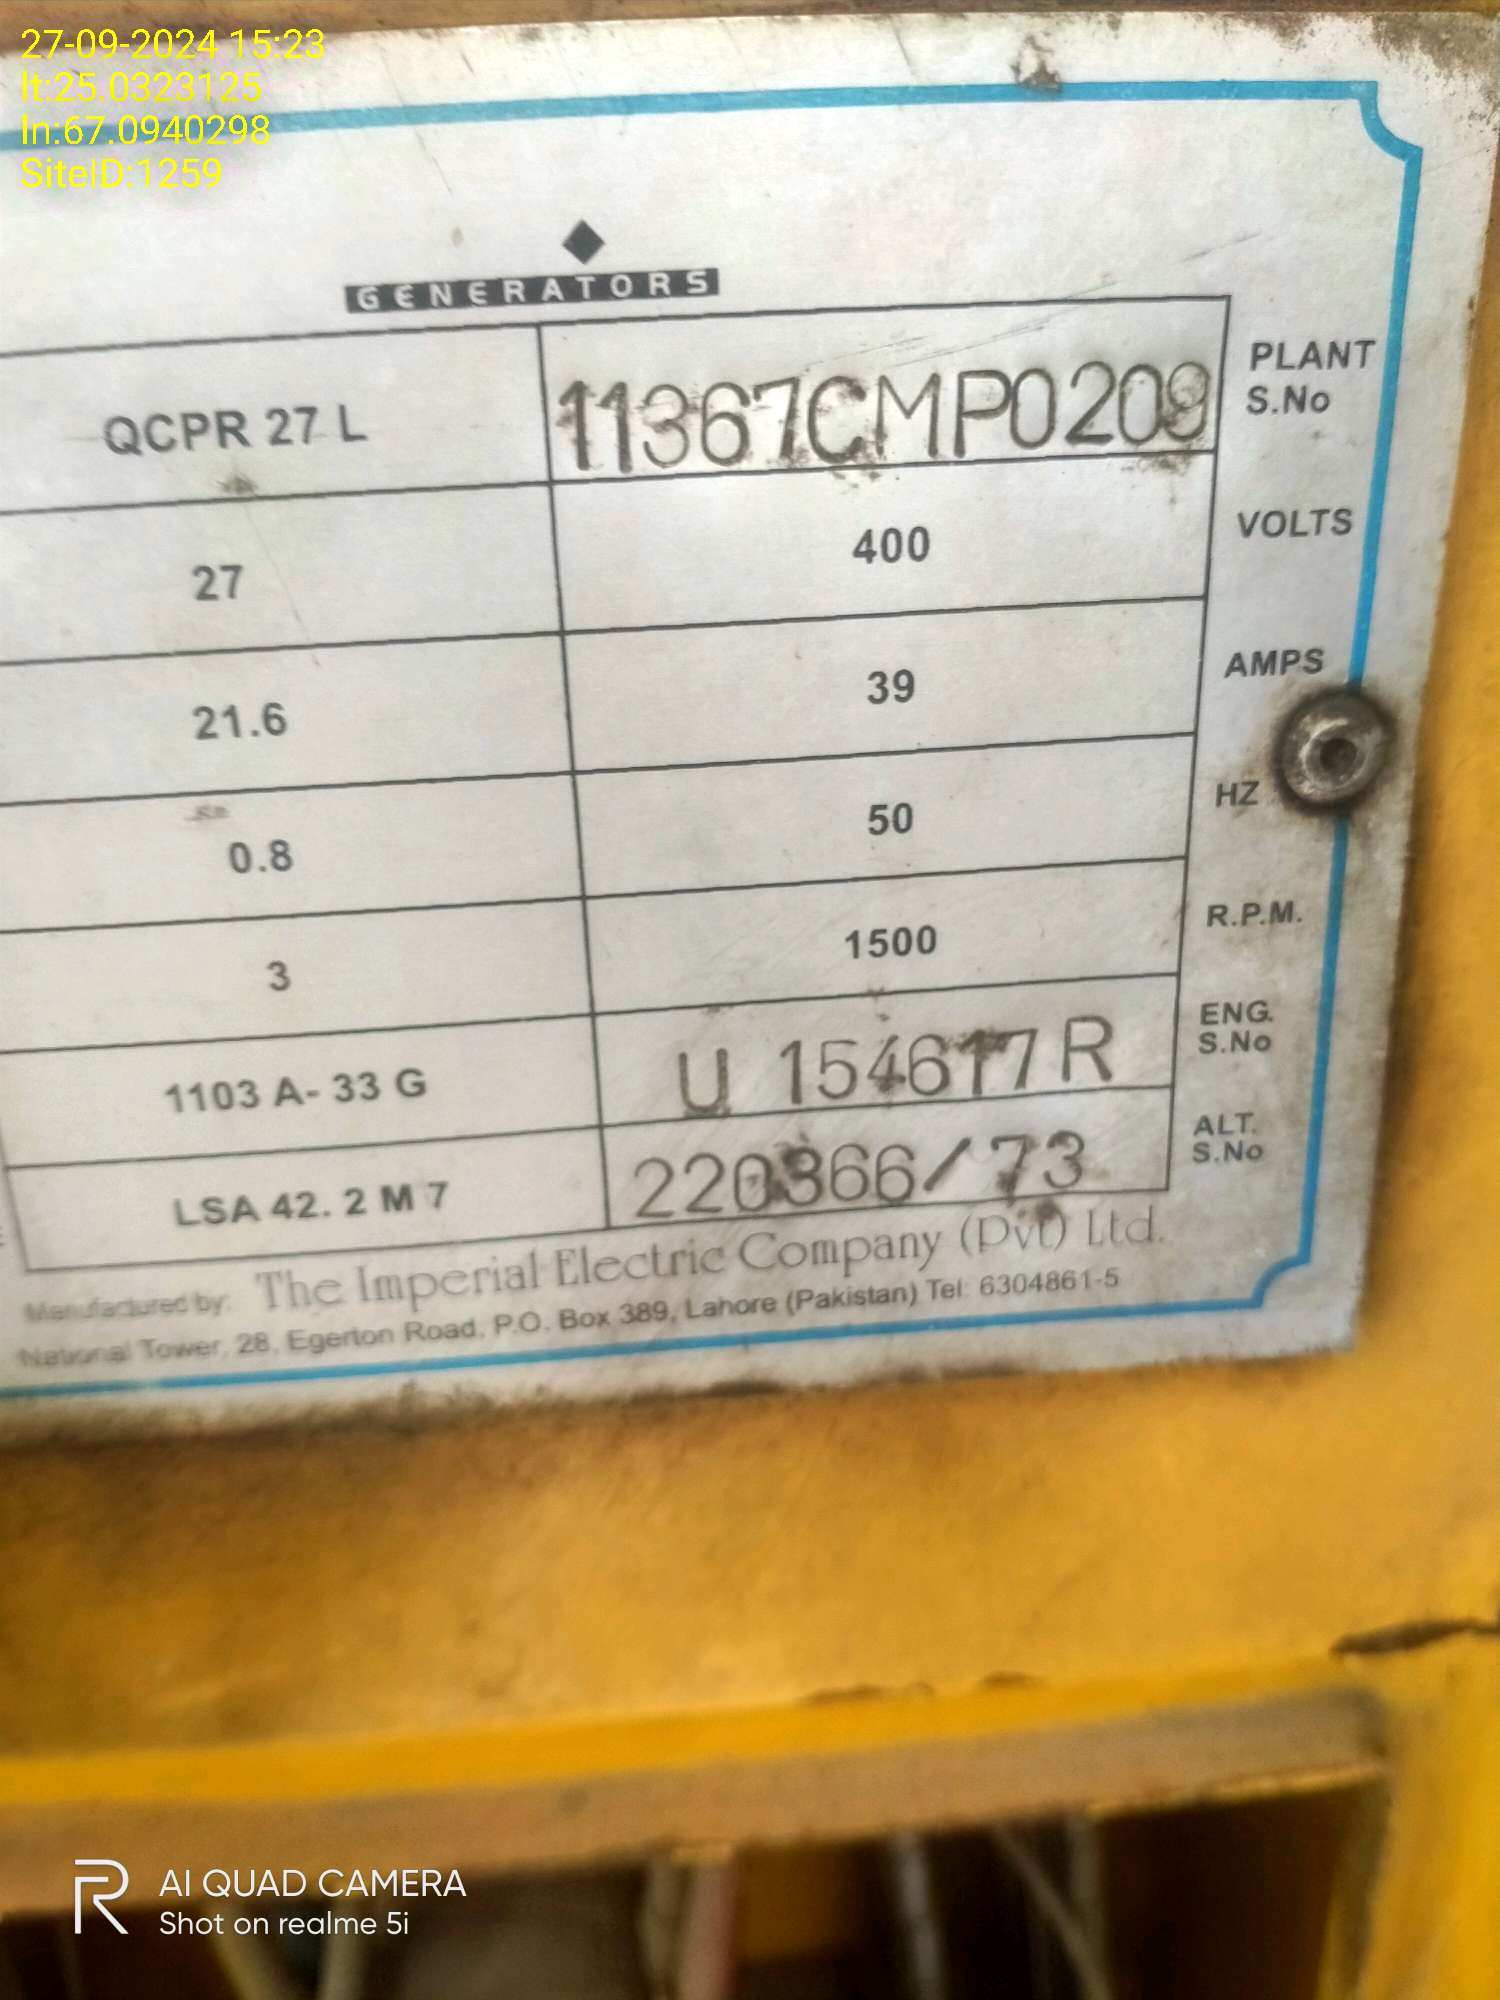 27-09-2024 15:23
lt:25.0323125
ln:67.0940298
SiteID:1259
GENERATORS
QCPR 27 L 11367CMP0209 PLANT S.No
27 400 VOLTS
21.6 39 AMPS
0.8 50 HZ
3 1500 R.P.M.
1103 A- 33 G U 154617R ENG. S.No
LSA 42. 2 M 7 220366/73 ALT. S.No
Manufactured by: The Imperial Electric Company (Pvt) Ltd.
National Tower, 28, Egerton Road, P.O. Box 389, Lahore (Pakistan) Tel: 6304861-5
AI QUAD CAMERA
Shot on realme 5i